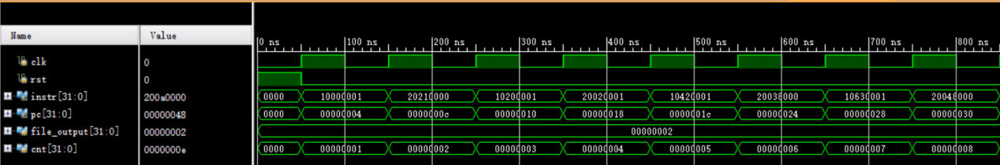 Name Value
0 ns 100 ns 200 ns 300 ns 400 ns 500 ns 600 ns 700 ns 800 ns
clk 0
rst 0
instr[31:0] 200a0000 0000 10000001 20210000 10200001 20020001 10420001 20038000 10630001 20048000
pc[31:0] 00000048 0000 00000004 0000000c 00000010 00000018 0000001c 00000024 00000028 00000030
file_output[31:0] 00000002 00000002
cnt[31:0] 0000000e 0000 00000001 00000002 00000003 00000004 00000005 00000006 00000007 00000008